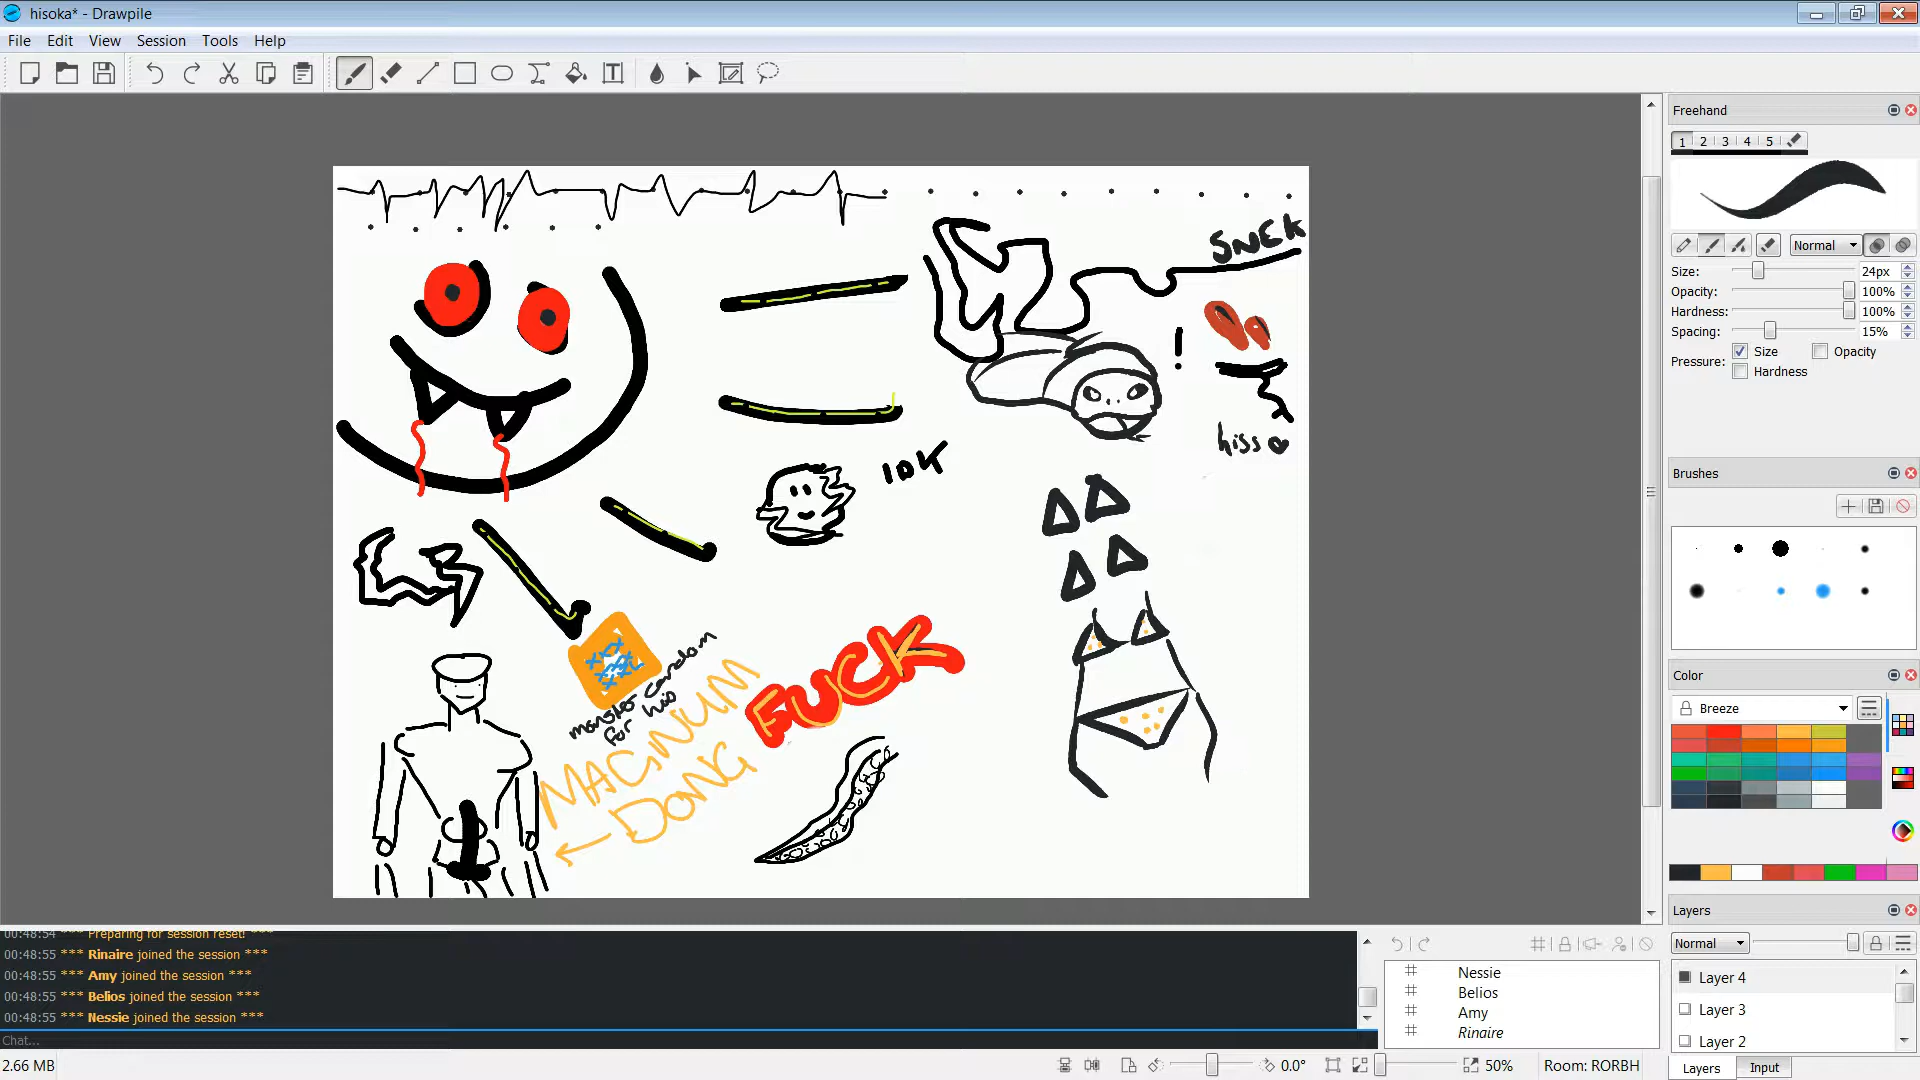 hisoka* - Drawpile
File Edit View Session Tools Help
Freehand
1 2 3 4 5
Normal
Size: 24px
Opacity: 100%
Hardness: 100%
Spacing: 15%
Pressure: Size Opacity
Hardness
SNEK
!
hiss
10K
Brushes
monster condom
for hio
MAGNUM
DONG
FUCK
Color
Breeze
Layers
Normal
Layer 4
Layer 3
Layer 2
Layers Input
00:48:54 *** Preparing for session reset! ***
00:48:55 *** Rinaire joined the session ***
00:48:55 *** Amy joined the session ***
00:48:55 *** Belios joined the session ***
00:48:55 *** Nessie joined the session ***
Chat...
Nessie
Belios
Amy
Rinaire
2.66 MB
0.0°
50%
Room: RORBH